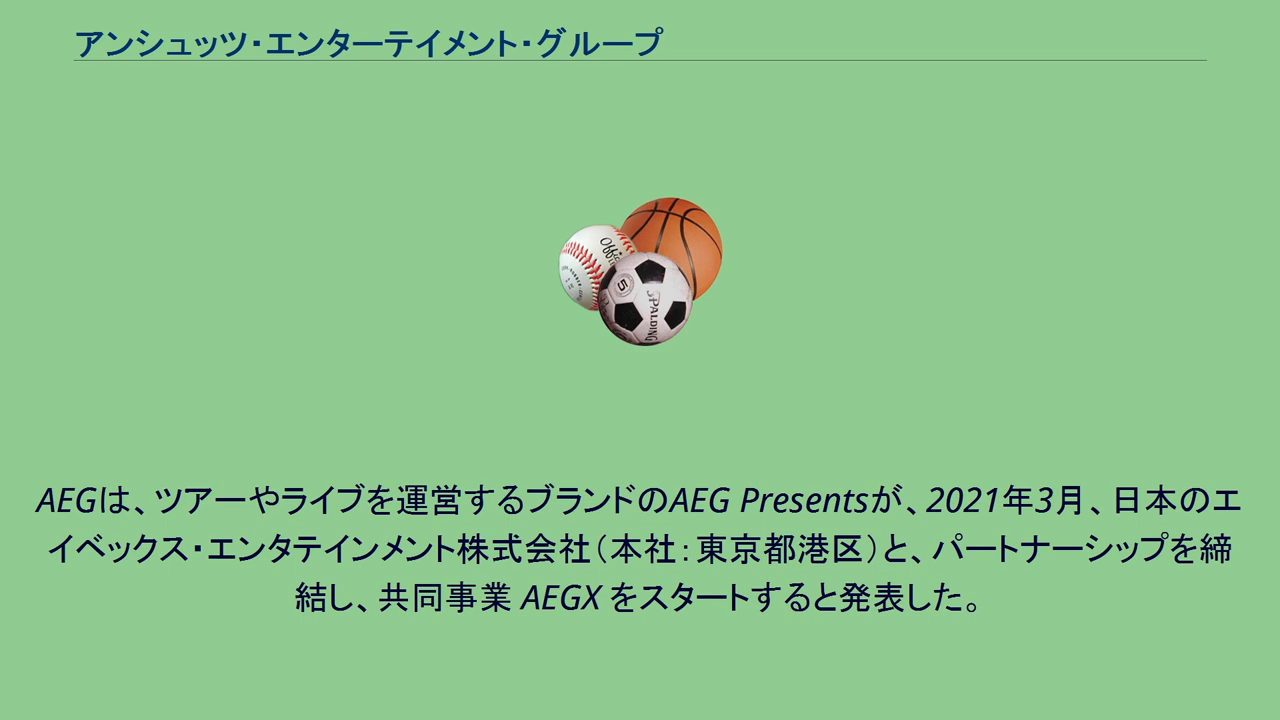 アンシュッツ・エンターテイメント・グループ
Offici
5
SPALDING
AEGは、ツアーやライブを運営するブランドのAEG Presentsが、2021年3月、日本のエ
イベックス・エンタテインメント株式会社（本社：東京都港区）と、パートナーシップを締
結し、共同事業 AEGX をスタートすると発表した。